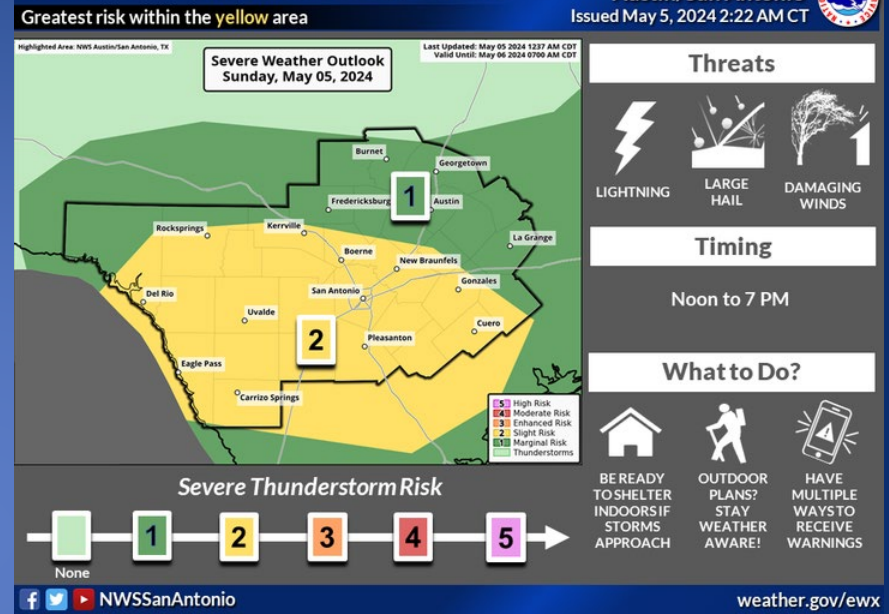 Greatest risk within the yellow area
Issued May 5, 2024 2:22 AM CT
Highlighted Area: NWS Austin/San Antonio, TX
Last Updated: May 05 2024 1237 AM CDT
Valid Until: May 06 2024 0700 AM CDT
Severe Weather Outlook
Sunday, May 05, 2024
Burnet
Georgetown
1
Fredericksburg
Austin
Rocksprings
Kerrville
La Grange
Boerne
New Braunfels
Gonzales
San Antonio
Del Rio
Uvalde
Cuero
2
Pleasanton
Eagle Pass
Carrizo Springs
5 High Risk
4 Moderate Risk
3 Enhanced Risk
2 Slight Risk
1 Marginal Risk
Thunderstorms
Threats
LIGHTNING
LARGE
HAIL
DAMAGING
WINDS
Timing
Noon to 7 PM
What to Do?
BE READY
TO SHELTER
INDOORS IF
STORMS
APPROACH
OUTDOOR
PLANS?
STAY
WEATHER
AWARE!
HAVE
MULTIPLE
WAYS TO
RECEIVE
WARNINGS
Severe Thunderstorm Risk
1
2
3
4
5
None
NWSSanAntonio
weather.gov/ewx